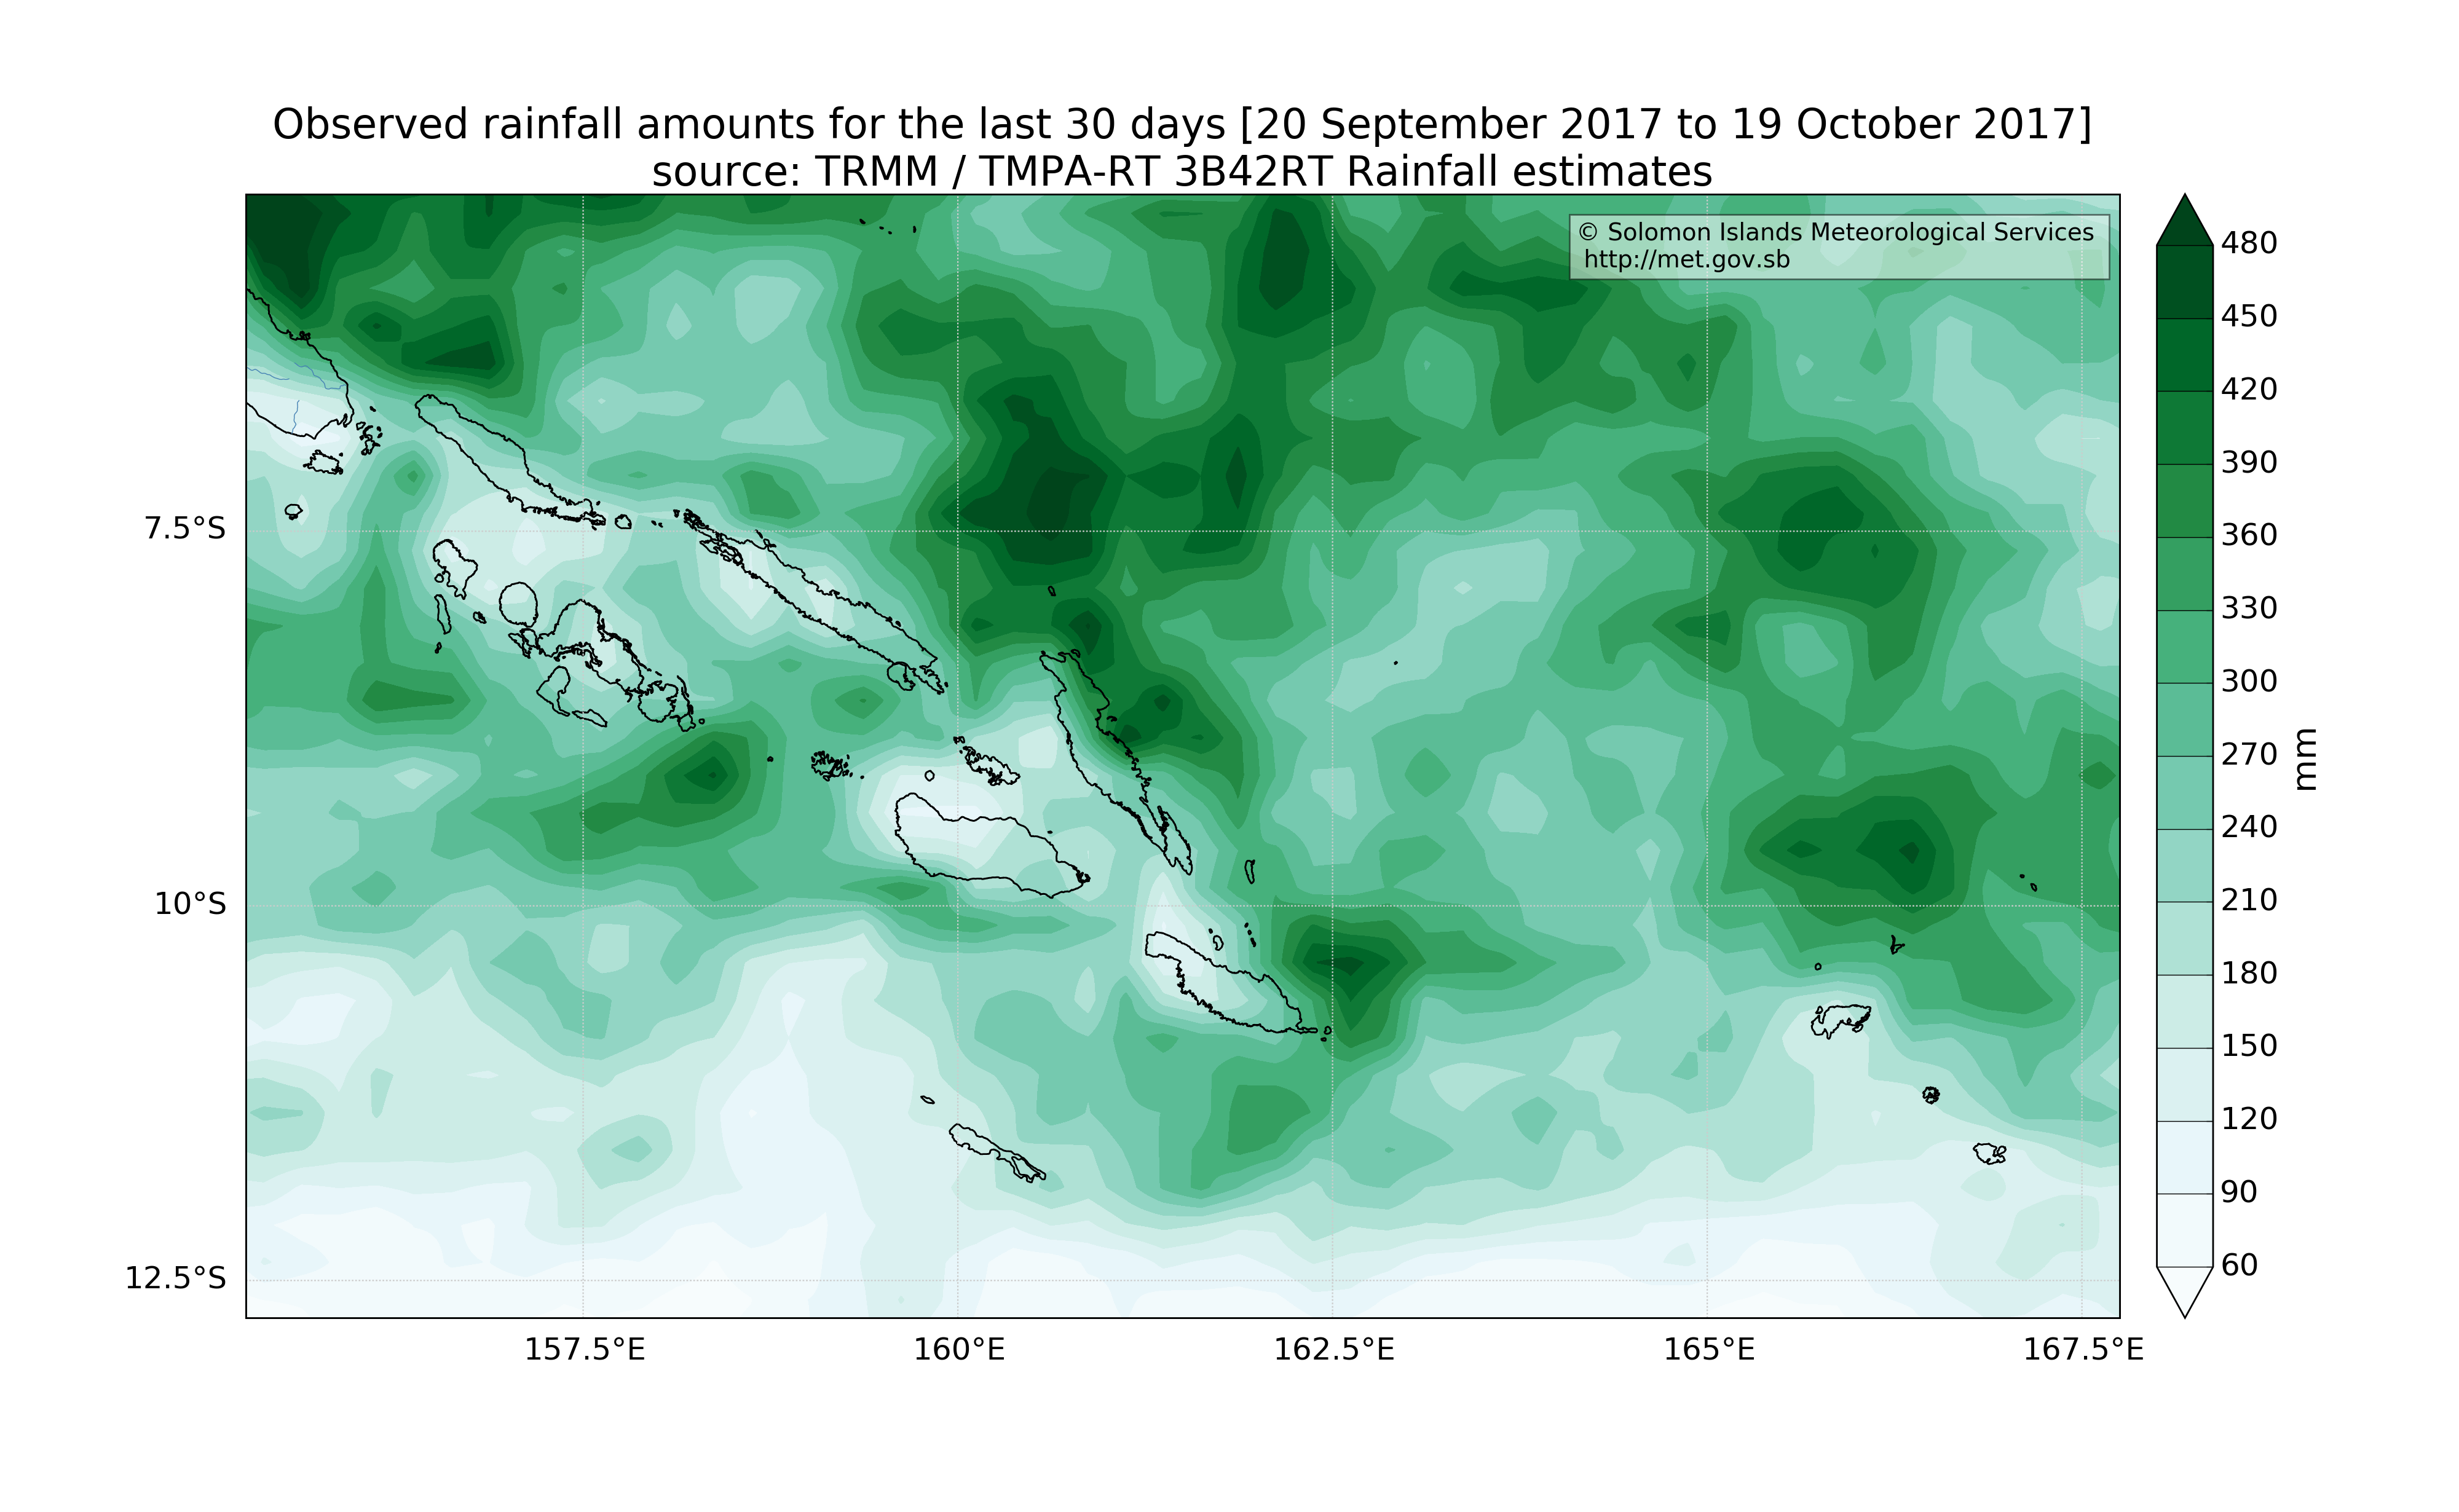 Observed rainfall amounts for the last 30 days [20 September 2017 to 19 October 2017]
source: TRMM / TMPA-RT 3B42RT Rainfall estimates
© Solomon Islands Meteorological Services
http://met.gov.sb
7.5°S
10°S
12.5°S
157.5°E
160°E
162.5°E
165°E
167.5°E
480
450
420
390
360
330
300
270
240
210
180
150
120
90
60
mm